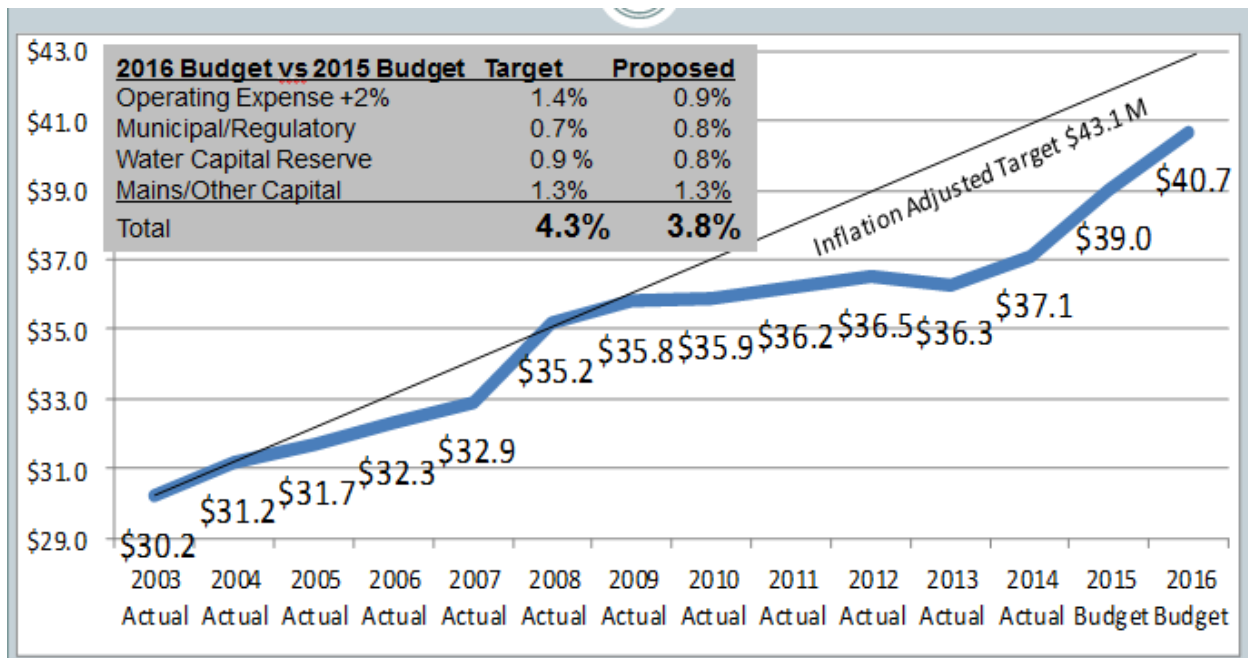 $43.0
2016 Budget vs 2015 Budget Target Proposed
Operating Expense +2% 1.4% 0.9%
Municipal/Regulatory 0.7% 0.8%
Water Capital Reserve 0.9 % 0.8%
Mains/Other Capital 1.3% 1.3%
Total 4.3% 3.8%
Inflation Adjusted Target $43.1 M
$41.0
$39.0
$37.0
$35.0
$33.0
$31.0
$29.0
$30.2
$31.2
$31.7
$32.3
$32.9
$35.2
$35.8
$35.9
$36.2
$36.5
$36.3
$37.1
$39.0
$40.7
2003 2004 2005 2006 2007 2008 2009 2010 2011 2012 2013 2014 2015 2016
Actual Actual Actual Actual Actual Actual Actual Actual Actual Actual Actual Actual Budget Budget